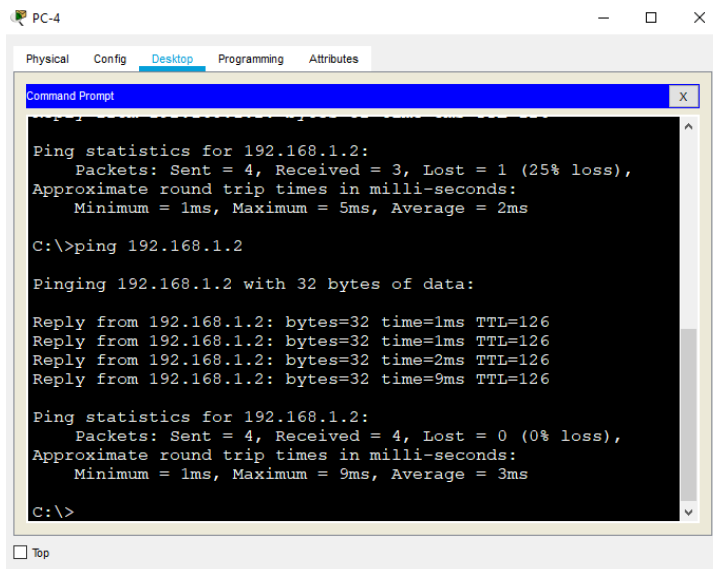 PC-4
Physical Config Desktop Programming Attributes
Command Prompt
X
Ping statistics for 192.168.1.2:
Packets: Sent = 4, Received = 3, Lost = 1 (25% loss),
Approximate round trip times in milli-seconds:
Minimum = 1ms, Maximum = 5ms, Average = 2ms
C:\>ping 192.168.1.2
Pinging 192.168.1.2 with 32 bytes of data:
Reply from 192.168.1.2: bytes=32 time=1ms TTL=126
Reply from 192.168.1.2: bytes=32 time=1ms TTL=126
Reply from 192.168.1.2: bytes=32 time=2ms TTL=126
Reply from 192.168.1.2: bytes=32 time=9ms TTL=126
Ping statistics for 192.168.1.2:
Packets: Sent = 4, Received = 4, Lost = 0 (0% loss),
Approximate round trip times in milli-seconds:
Minimum = 1ms, Maximum = 9ms, Average = 3ms
C:\>
Top